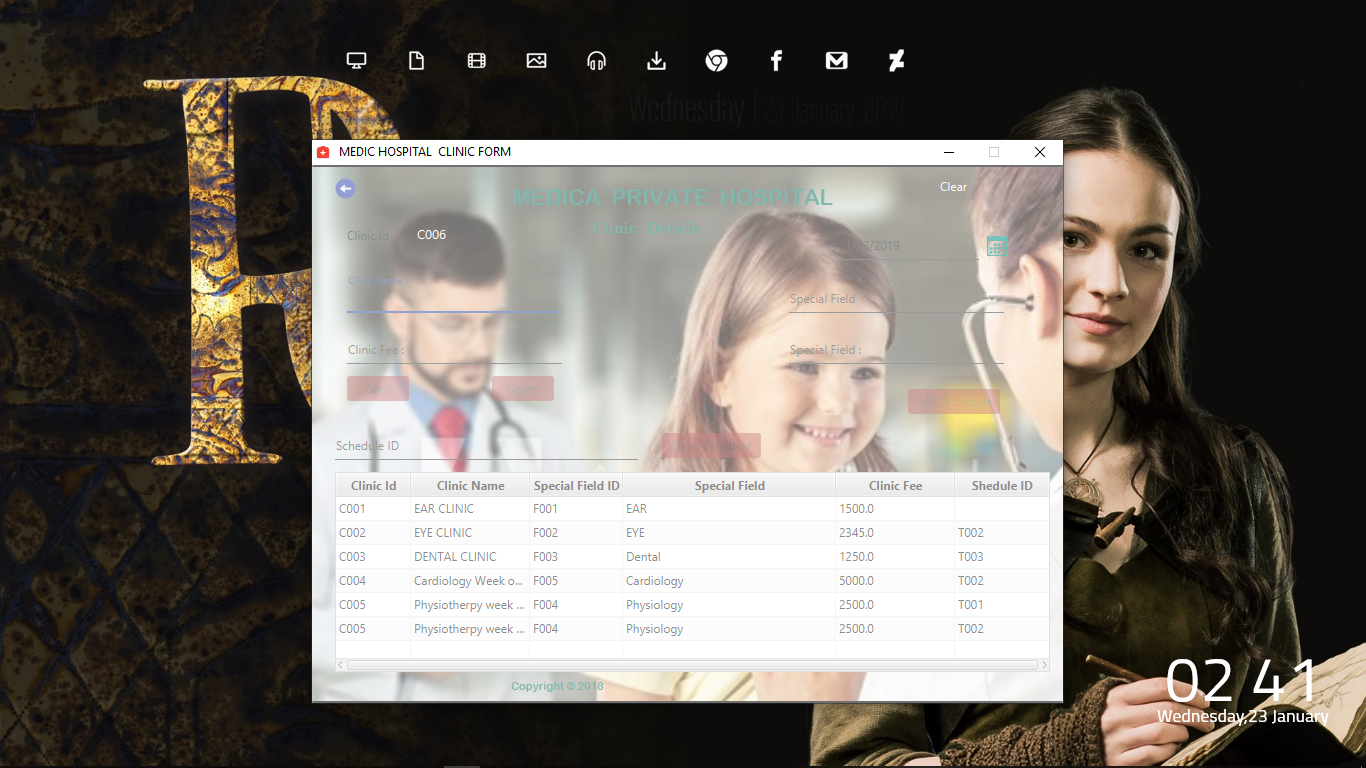 Wednesday | 23 January, 2019
MEDIC HOSPITAL CLINIC FORM
MEDICA PRIVATE HOSPITAL
Clear
Clinic Details
Clinic Id
C006
/2019
Clinic Name
Special Field
Clinic Fee :
Special Field :
Save
Delete
Schedule ID
Clinic Id Clinic Name Special Field ID Special Field Clinic Fee Shedule ID
C001 EAR CLINIC F001 EAR 1500.0
C002 EYE CLINIC F002 EYE 2345.0 T002
C003 DENTAL CLINIC F003 Dental 1250.0 T003
C004 Cardiology Week o... F005 Cardiology 5000.0 T002
C005 Physiotherpy week ... F004 Physiology 2500.0 T001
C005 Physiotherpy week ... F004 Physiology 2500.0 T002
Copyright © 2018
02 41
Wednesday,23 January